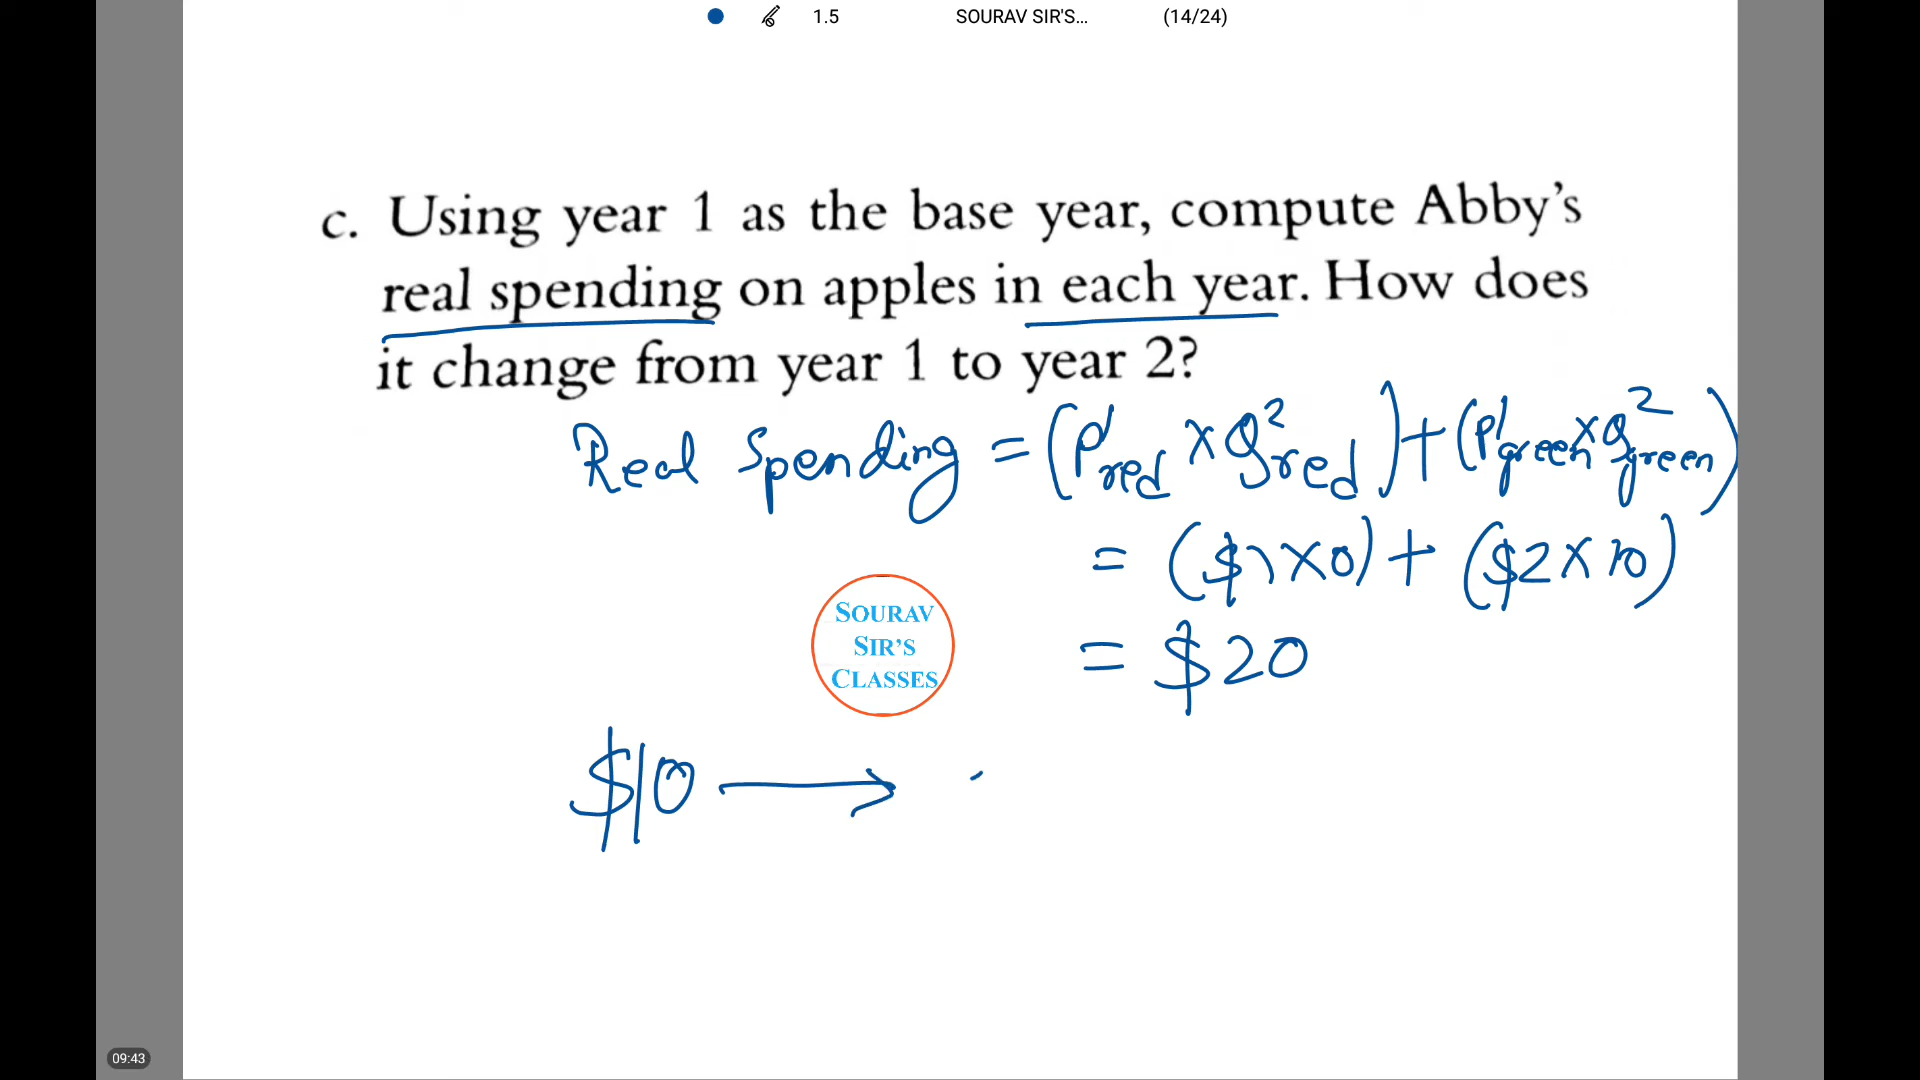 1.5 SOURAV SIR'S... (14/24)
c. Using year 1 as the base year, compute Abby's
real spending on apples in each year. How does
it change from year 1 to year 2?
Real Spending = (P¹red × Q²red) + (P¹green × Q²green)
= ($1 × 0) + ($2 × 10)
= $20
SOURAV
SIR'S
CLASSES
$10 →
09:43